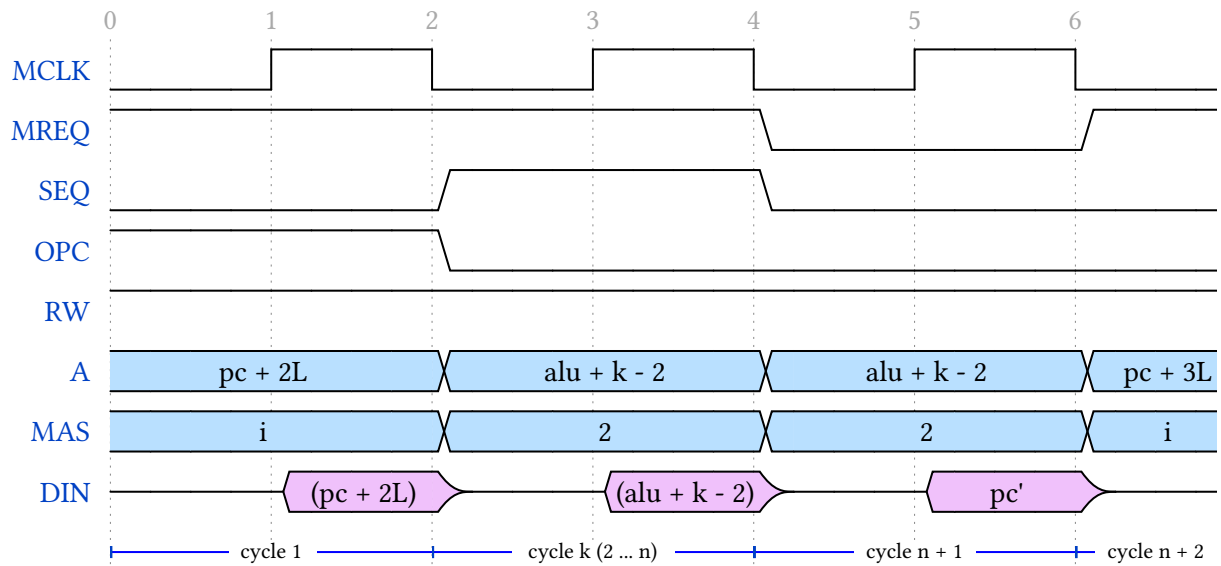 0 1 2 3 4 5 6
MCLK
MREQ
SEQ
OPC
RW
A pc + 2L alu + k - 2 alu + k - 2 pc + 3L
MAS i 2 2 i
DIN (pc + 2L) (alu + k - 2) pc'
cycle 1 cycle k (2 ... n) cycle n + 1 cycle n + 2